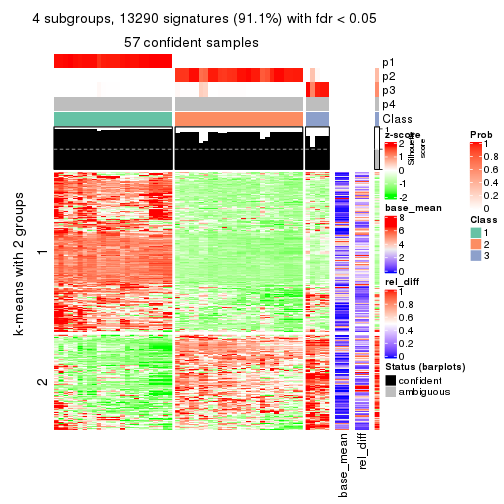 4 subgroups, 13290 signatures (91.1%) with fdr < 0.05
57 confident samples
p1
p2
p3
p4
Class
1
Silhouette
score
k-means with 2 groups
1
2
base_mean
rel_diff
z-score
2
1
0
-1
-2
base_mean
8
6
4
2
0
rel_diff
1
0.8
0.6
0.4
0.2
0
Status (barplots)
confident
ambiguous
Prob
1
0.8
0.6
0.4
0.2
0
Class
1
2
3